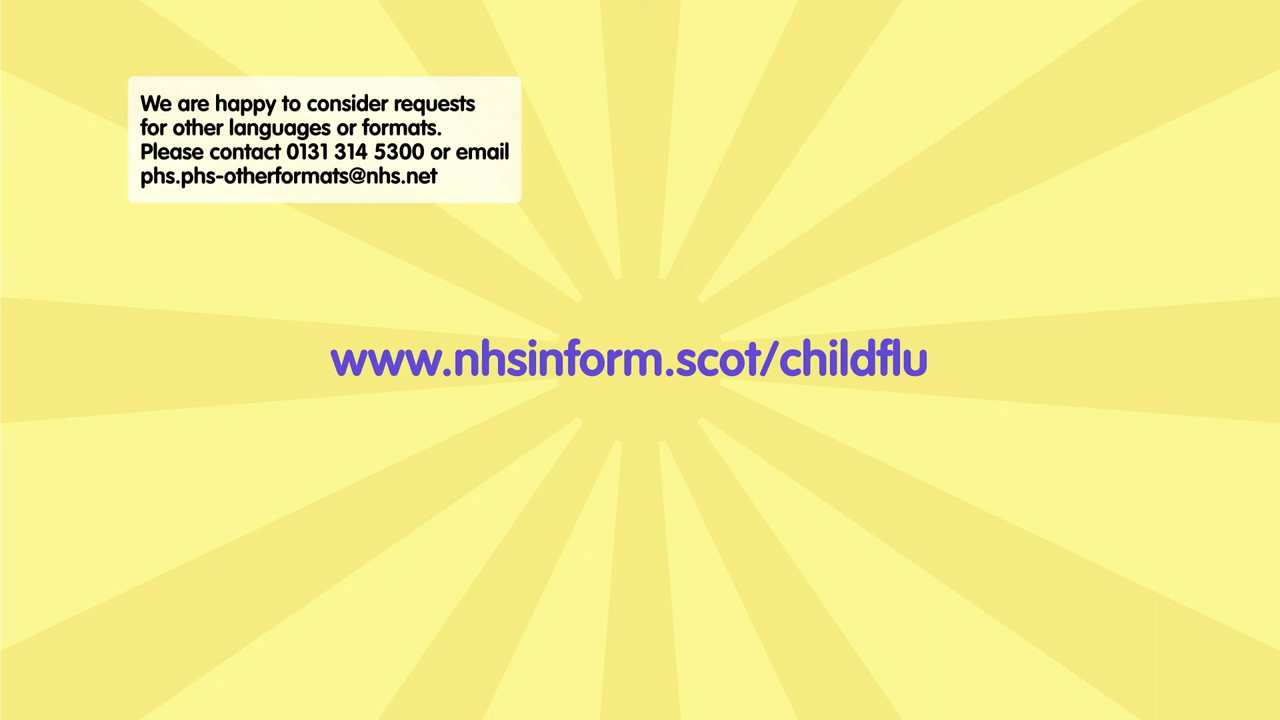 We are happy to consider requests
for other languages or formats.
Please contact 0131 314 5300 or email
phs.phs-otherformats@nhs.net
www.nhsinform.scot/childflu